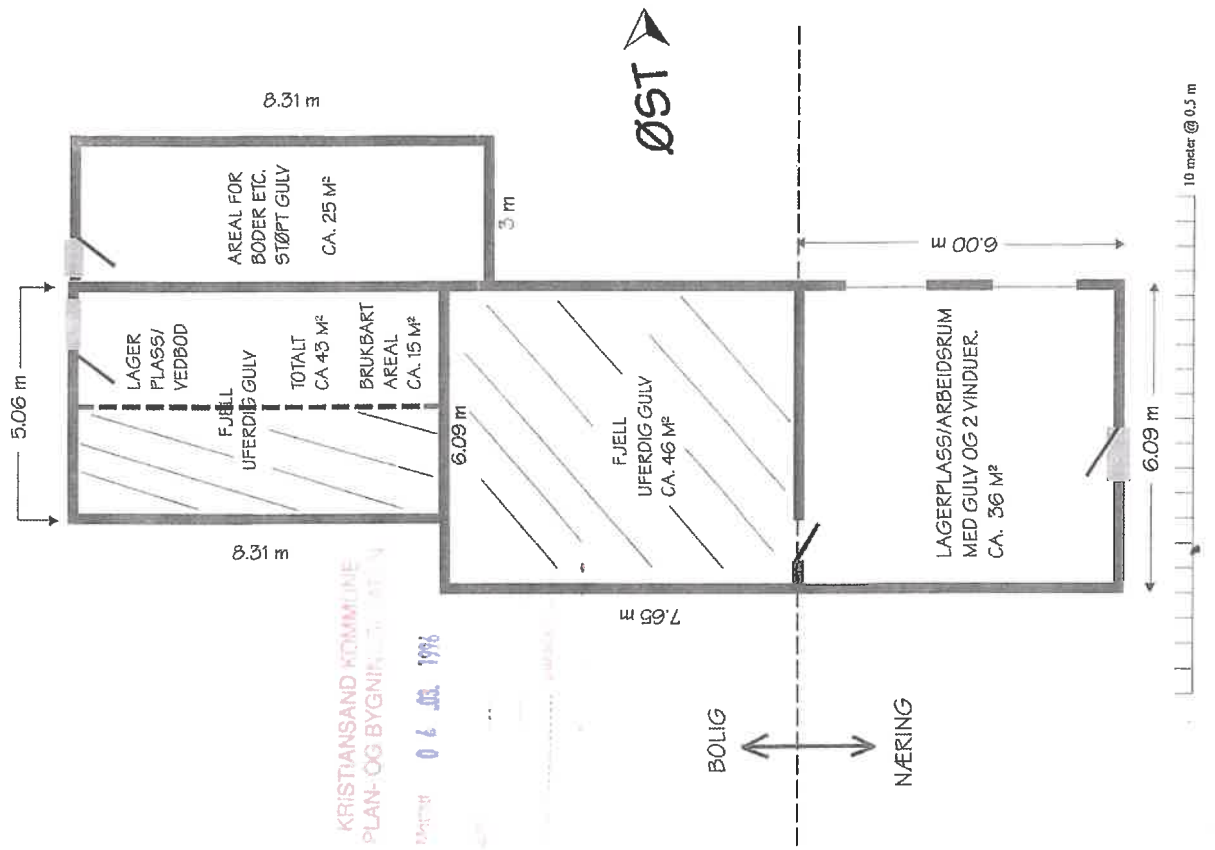 8.31 m
ØST
5.06 m
AREAL FOR
BODER ETC.
STØPT GULV
CA. 25 M²
3 m
LAGER
PLASS/
VEDBOD
FJELL
UFERDIG GULV
TOTALT
CA 43 M²
BRUKBART
AREAL
CA. 15 M²
8.31 m
6.09 m
FJELL
UFERDIG GULV
CA. 46 M²
7.65 m
6.00 m
LAGERPLASS/ARBEIDSRUM
MED GULV OG 2 VINDUER.
CA. 36 M²
6.09 m
BOLIG
NÆRING
10 meter @ 0.5 m
KRISTIANSAND KOMMUNE
PLAN- OG BYGNIN
03. 1996